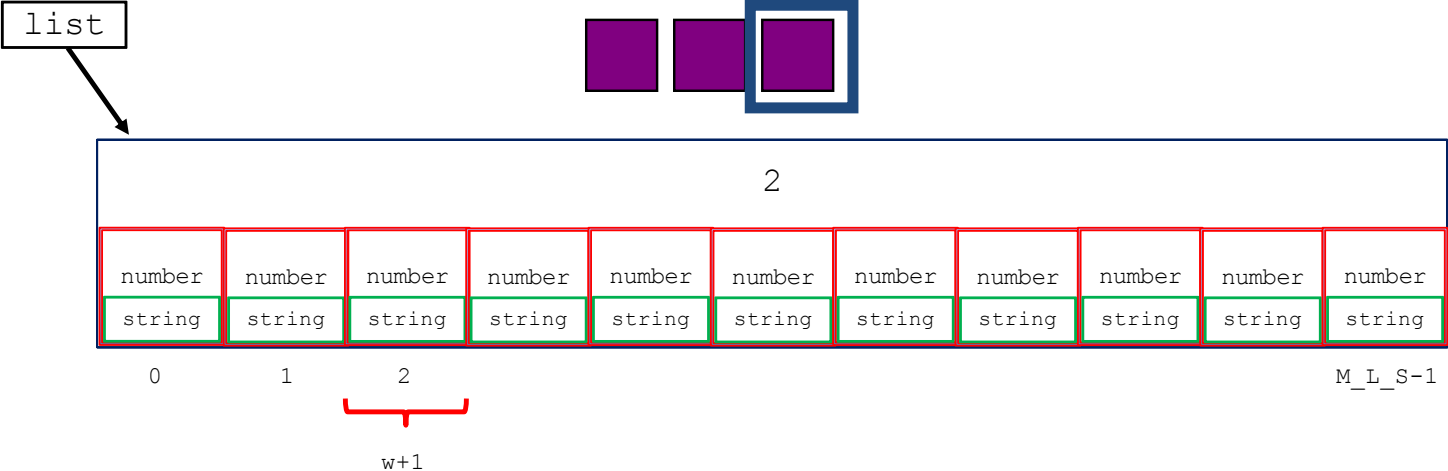 list
2
number number number number number number number number number number number
string string string string string string string string string string string
0 1 2 M_L_S-1
w+1